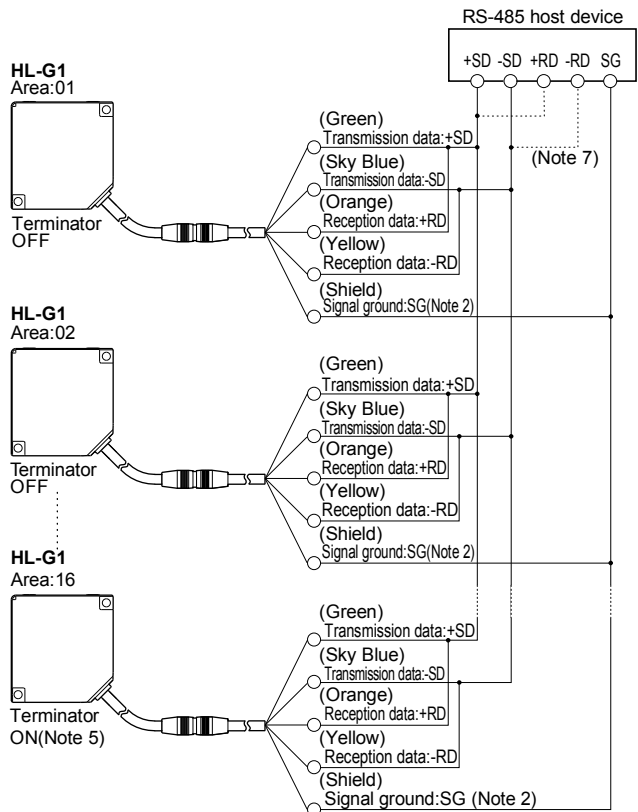 RS-485 host device
+SD -SD +RD -RD SG
(Note 7)
HL-G1
Area:01
Terminator
OFF
(Green)
Transmission data:+SD
(Sky Blue)
Transmission data:-SD
(Orange)
Reception data:+RD
(Yellow)
Reception data:-RD
(Shield)
Signal ground:SG(Note 2)
HL-G1
Area:02
Terminator
OFF
(Green)
Transmission data:+SD
(Sky Blue)
Transmission data:-SD
(Orange)
Reception data:+RD
(Yellow)
Reception data:-RD
(Shield)
Signal ground:SG(Note 2)
HL-G1
Area:16
Terminator
ON(Note 5)
(Green)
Transmission data:+SD
(Sky Blue)
Transmission data:-SD
(Orange)
Reception data:+RD
(Yellow)
Reception data:-RD
(Shield)
Signal ground:SG (Note 2)